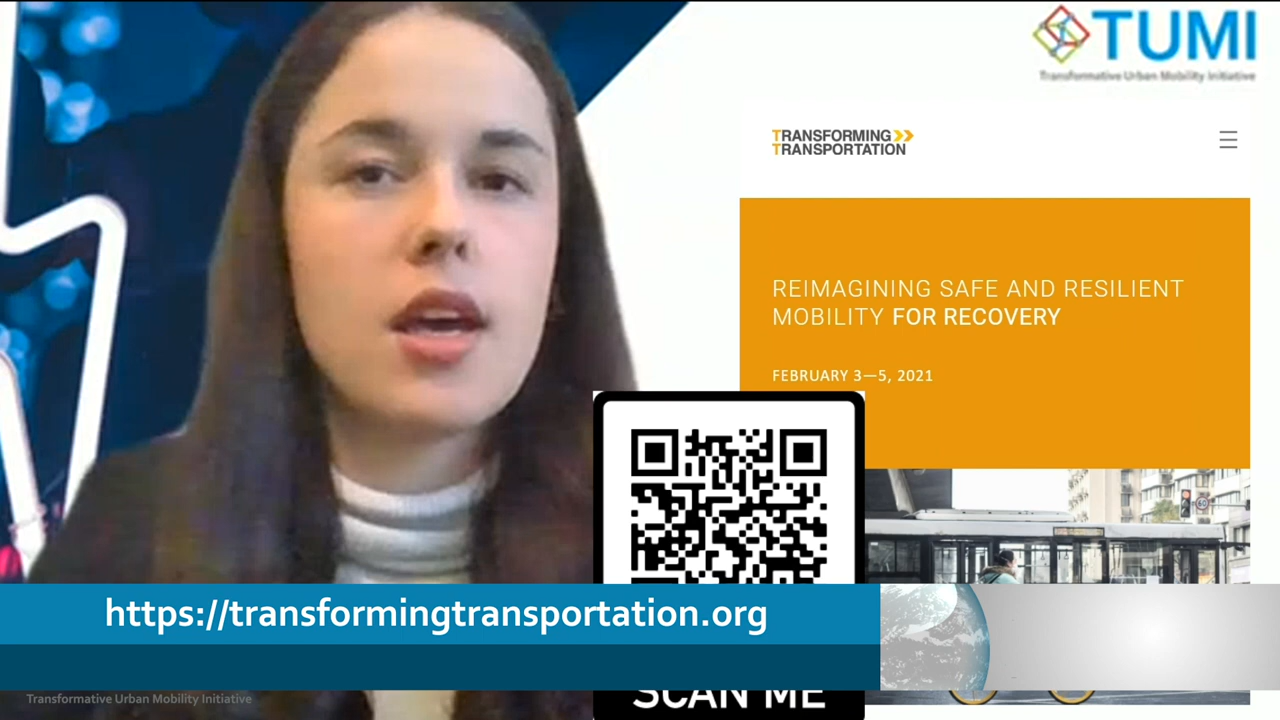 TUMI
Transformative Urban Mobility Initiative
TRANSFORMING
TRANSPORTATION
REIMAGINING SAFE AND RESILIENT
MOBILITY FOR RECOVERY
FEBRUARY 3—5, 2021
https://transformingtransportation.org
SCAN ME
Transformative Urban Mobility Initiative